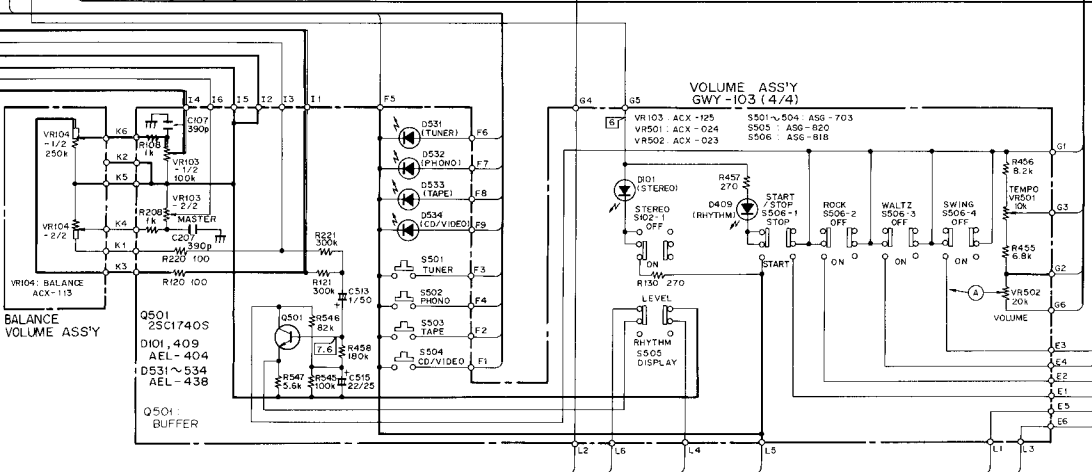 I4
I6
I5
I2
I3
I1
F5
G4
G5
VOLUME ASS'Y
GWY-103 (4/4)
VR103 : ACX-125
VR501 : ACX-024
VR502 : ACX-023
S501~504 : ASG-703
S505 : ASG-820
S506 : ASG-818
6
C107
390p
K6
R108
1k
VR104
-1/2
250k
K2
VR103
-1/2
100k
K5
VR103
-2/2
K4
R208
1k
MASTER
C207
390p
VR104
-2/2
K1
R220 100
K3
R120 100
VR104: BALANCE
ACX-113
BALANCE
VOLUME ASS'Y
R221
300k
R121
300k
C513
1/50
Q501
R546
82k
7.6
R458
180k
R547
5.6k
R545
100k
C515
22/25
Q501
2SC1740S
D101,409
AEL-404
D531~534
AEL-438
Q501:
BUFFER
D531
(TUNER)
F6
D532
(PHONO)
F7
D533
(TAPE)
F8
D534
(CD/VIDEO)
F9
S501
TUNER
F3
S502
PHONO
F4
S503
TAPE
F2
S504
CD/VIDEO
F1
D101
(STEREO)
STEREO
S102-1
OFF
ON
R130 270
R457
270
D409
(RHYTHM)
START
/STOP
S506-1
STOP
START
ROCK
S506-2
OFF
ON
WALTZ
S506-3
OFF
ON
SWING
S506-4
OFF
ON
A
LEVEL
RHYTHM
S505
DISPLAY
R456
8.2k
TEMPO
VR501
10k
R455
6.8k
VR502
20k
VOLUME
G1
G3
G2
G6
E3
E4
E2
E1
E5
E6
L2
L6
L4
L5
L1
L3